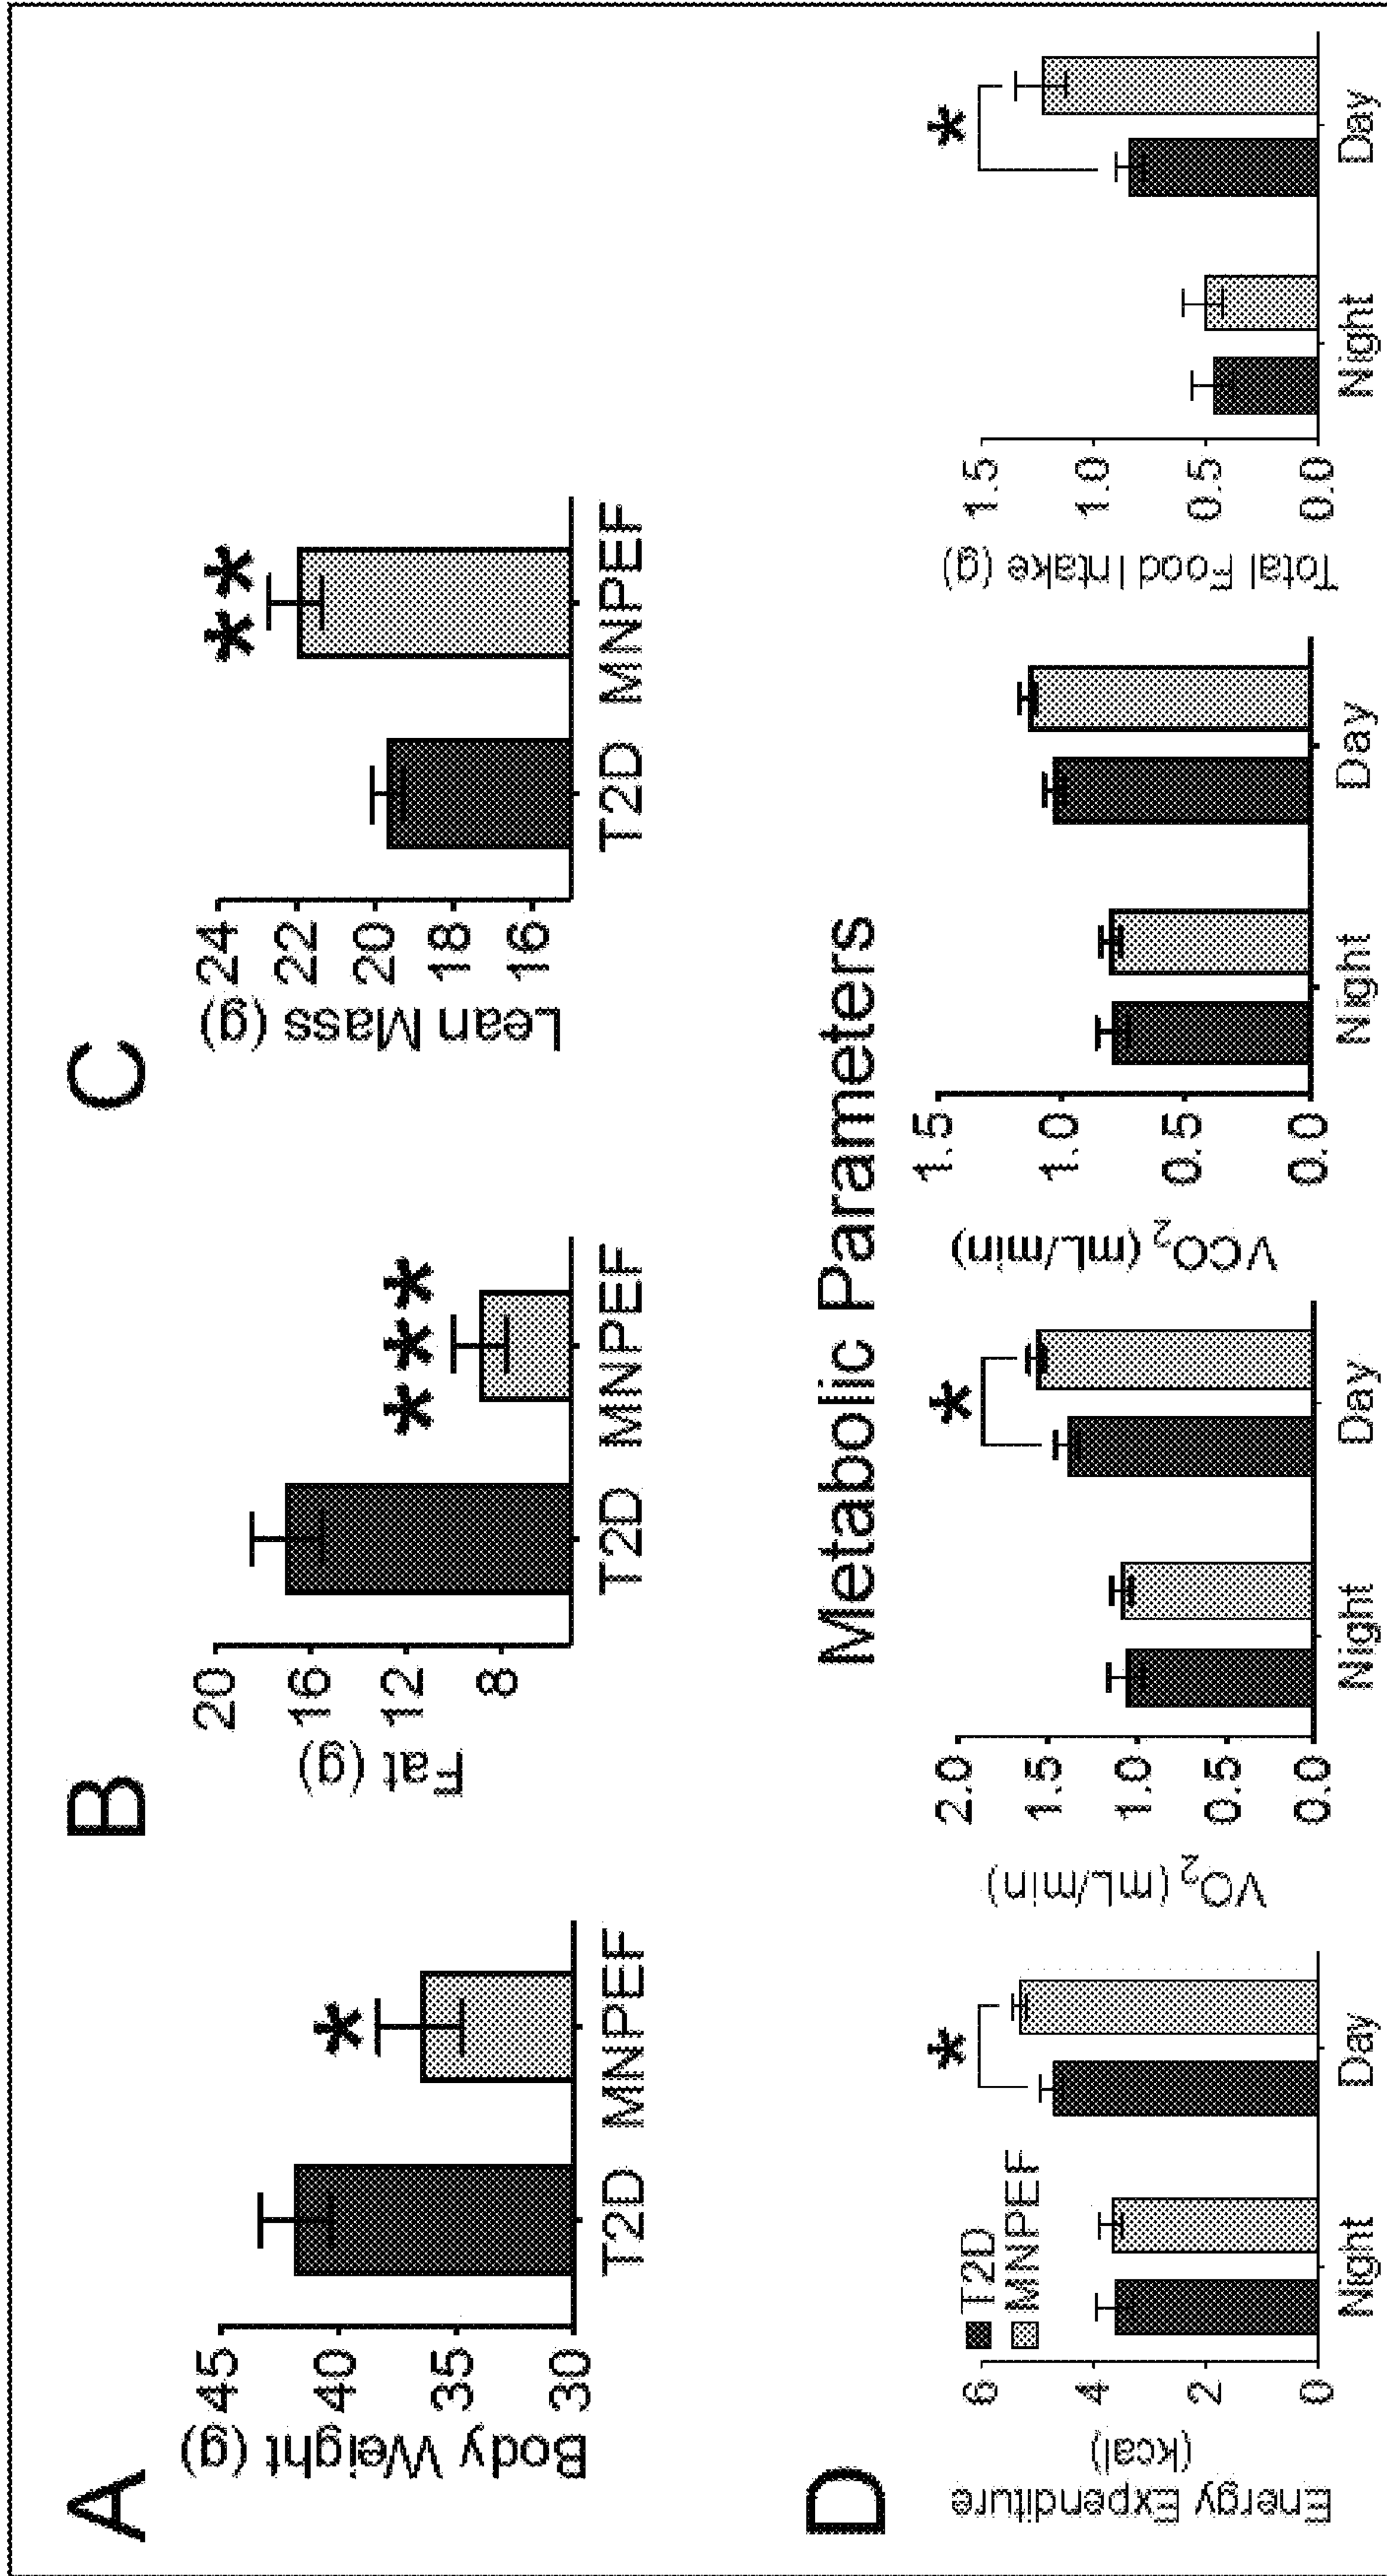 A
Body Weight (g)
45
40
35
30
*
T2D MNPEF
B
Fat (g)
20
16
12
8
***
T2D MNPEF
C
Lean Mass (g)
24
22
20
18
16
**
T2D MNPEF
D
Metabolic Parameters
Energy Expenditure
(kcal)
6
4
2
0
T2D
MNPEF
*
Night Day
VO₂ (mL/min)
2.0
1.5
1.0
0.5
0.0
*
Night Day
VCO₂ (mL/min)
1.5
1.0
0.5
0.0
Night Day
Total Food Intake (g)
1.5
1.0
0.5
0.0
*
Night Day